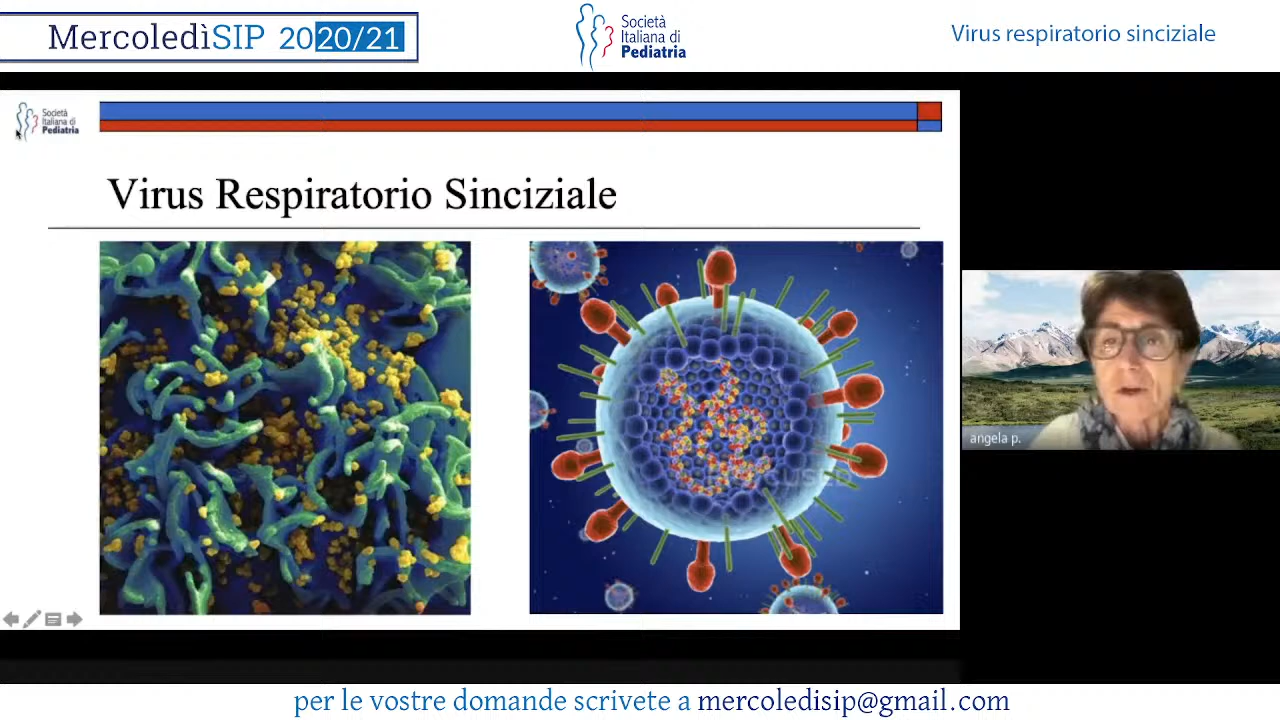 MercoledìSIP 2020/21
Società
Italiana di
Pediatria
Virus respiratorio sinciziale
Società
Italiana di
Pediatria
Virus Respiratorio Sinciziale
angela p.
per le vostre domande scrivete a mercoledisip@gmail.com